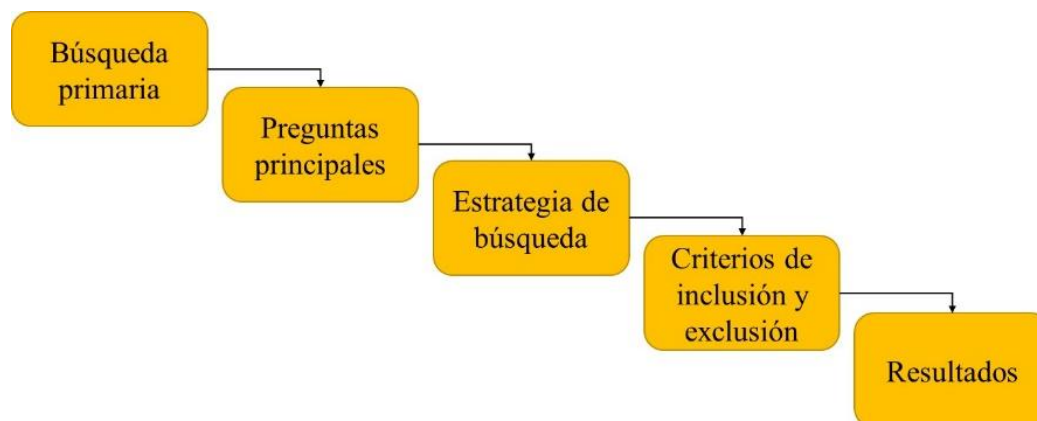 Búsqueda
primaria
Preguntas
principales
Estrategia de
búsqueda
Criterios de
inclusión y
exclusión
Resultados